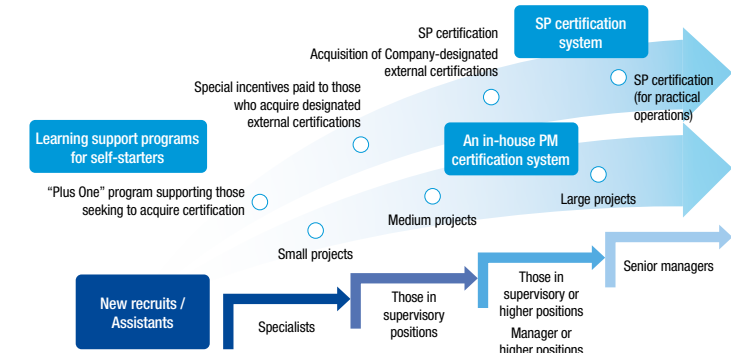 SP certification
SP certification
system
Acquisition of Company-designated
external certifications
SP certification
(for practical
operations)
Special incentives paid to those
who acquire designated
external certifications
Learning support programs
for self-starters
An in-house PM
certification system
“Plus One” program supporting those
seeking to acquire certification
Large projects
Medium projects
Small projects
New recruits /
Assistants
Specialists
Those in
supervisory
positions
Those in
supervisory or
higher positions
Manager or
higher positions
Senior managers